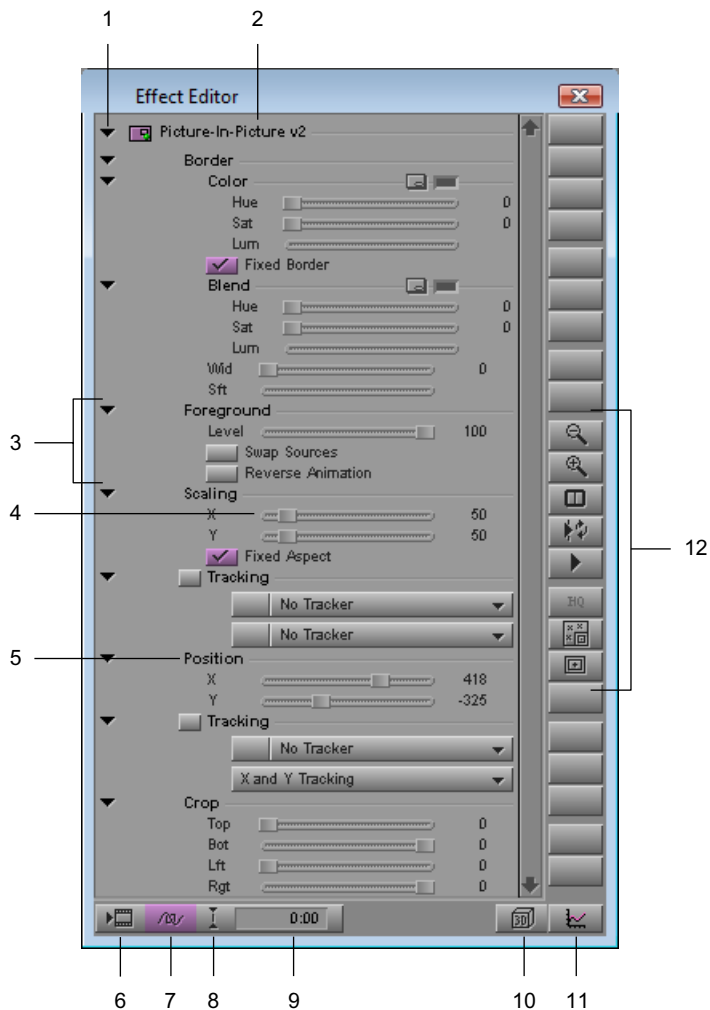 1 2
Effect Editor
Picture-In-Picture v2
Border
Color
Hue 0
Sat 0
Lum
Fixed Border
Blend
Hue 0
Sat 0
Lum
Wid 0
Sft
3
Foreground
Level 100
Swap Sources
Reverse Animation
Scaling
4
X 50
Y 50
Fixed Aspect
12
HQ
Tracking
No Tracker
No Tracker
5
Position
X 418
Y -325
Tracking
No Tracker
X and Y Tracking
Crop
Top 0
Bot 0
Lft 0
Rgt 0
0:00 3D
6 7 8 9 10 11